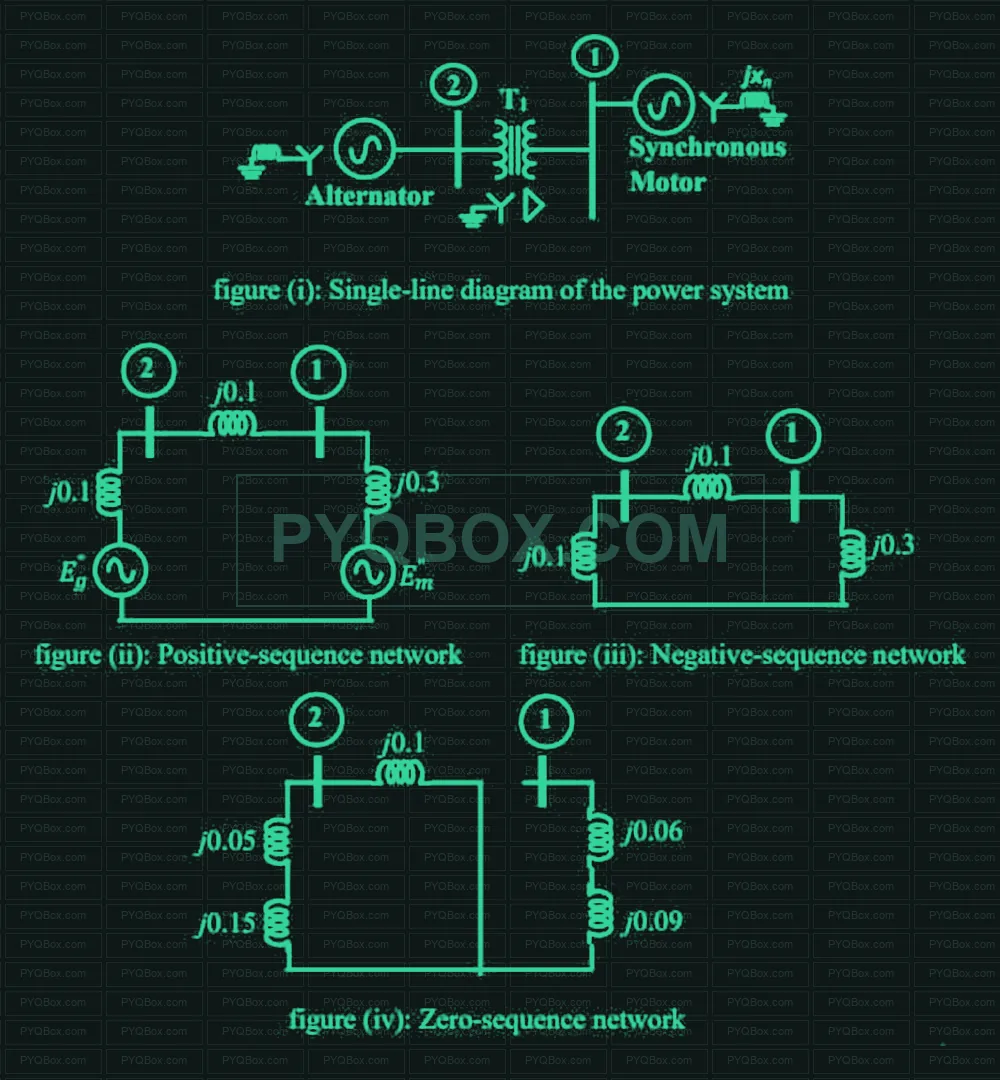 1
2
T1
jxn
Synchronous
Motor
Alternator
figure (i): Single-line diagram of the power system
2
1
j0.1
j0.1
j0.3
E"g
E"m
figure (ii): Positive-sequence network
2
1
j0.1
j0.1
j0.3
figure (iii): Negative-sequence network
2
1
j0.1
j0.05
j0.06
j0.15
j0.09
figure (iv): Zero-sequence network
PYQBOX.COM
PYQBox.com